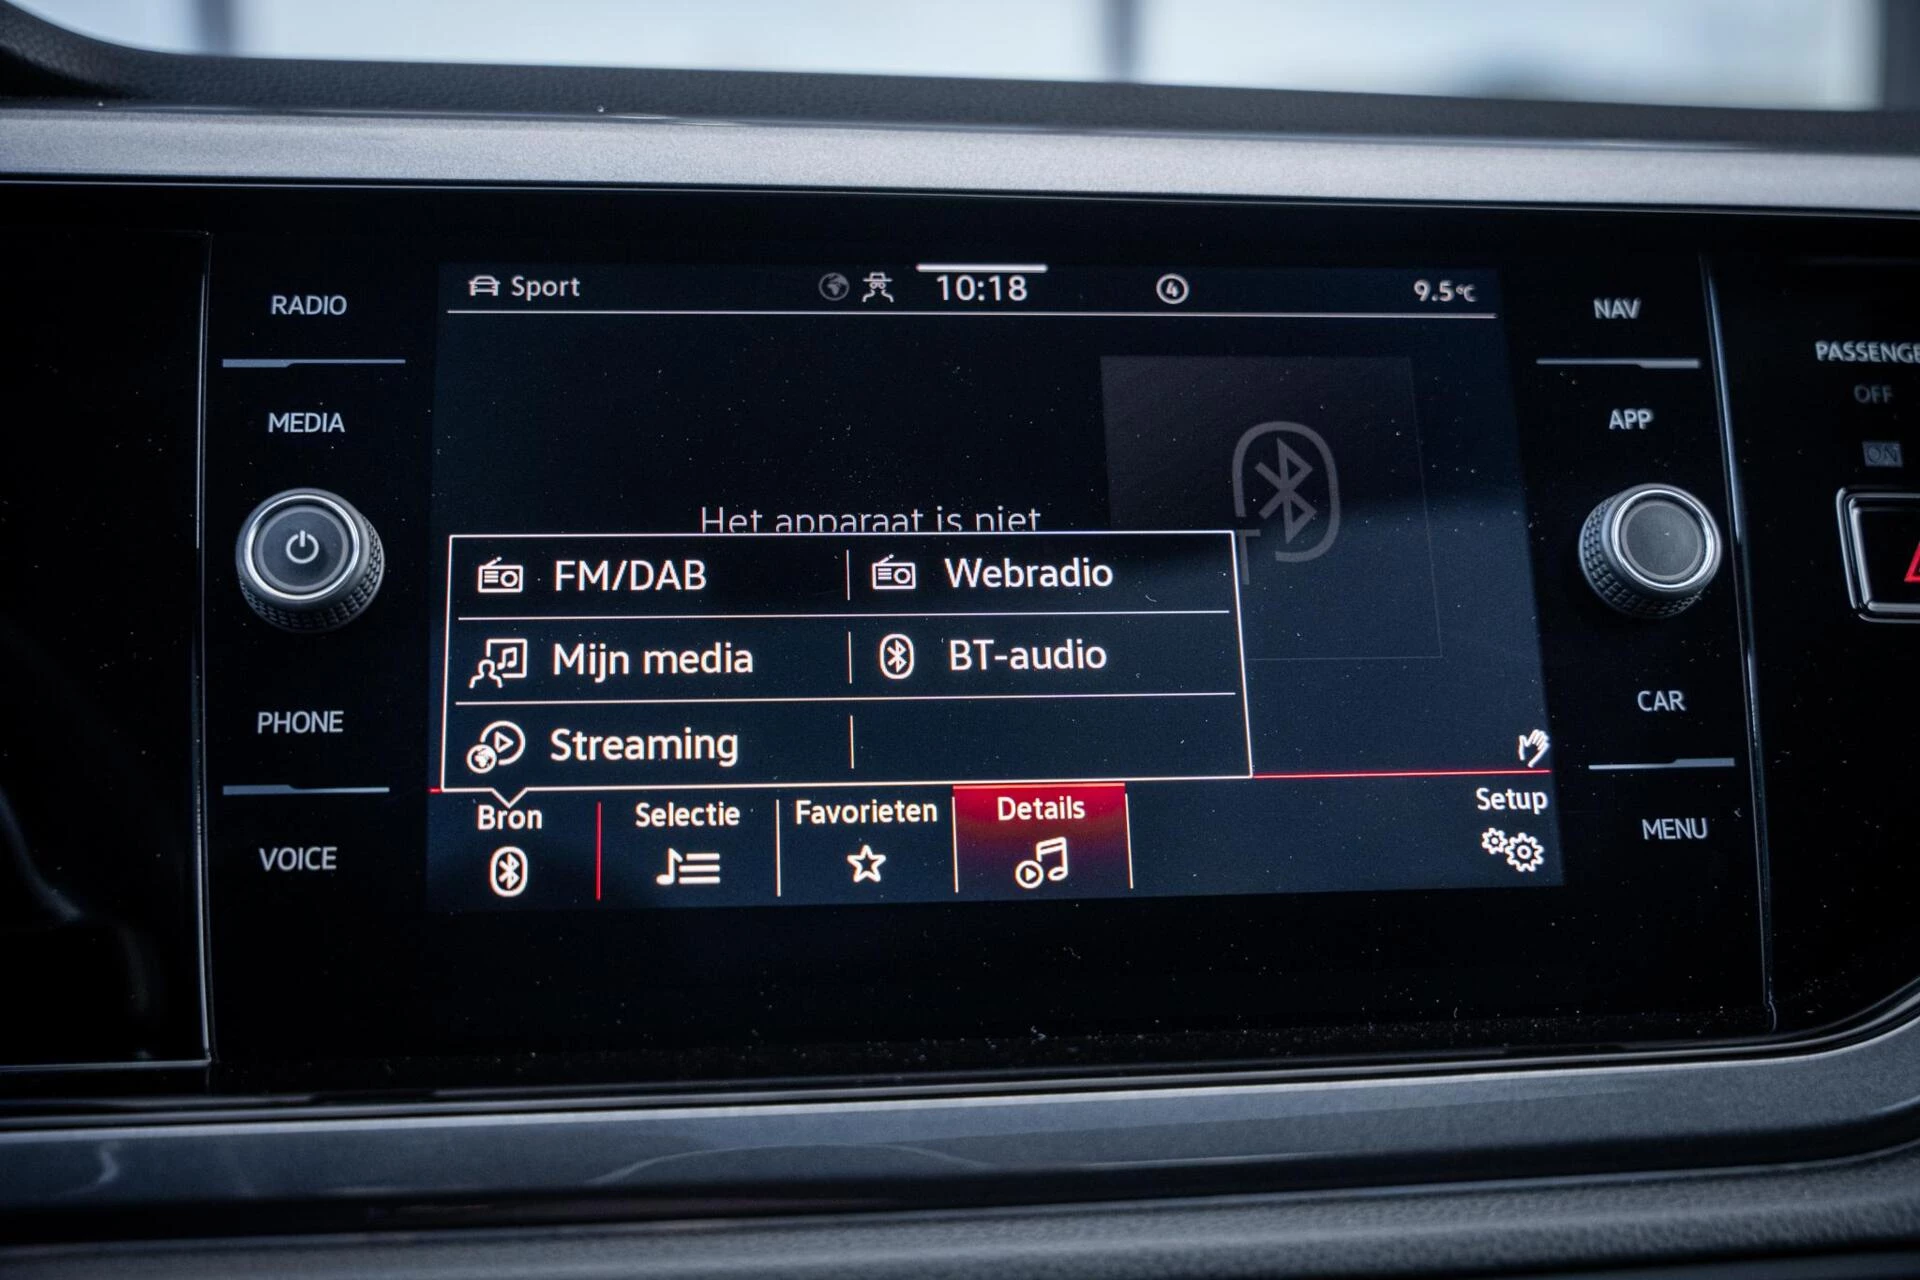 RADIO
MEDIA
PHONE
VOICE
Sport
10:18
4
9.5°C
Het apparaat is niet
FM/DAB
Webradio
Mijn media
BT-audio
Streaming
Bron
Selectie
Favorieten
Details
Setup
NAV
APP
CAR
MENU
PASSENGE
OFF
ON